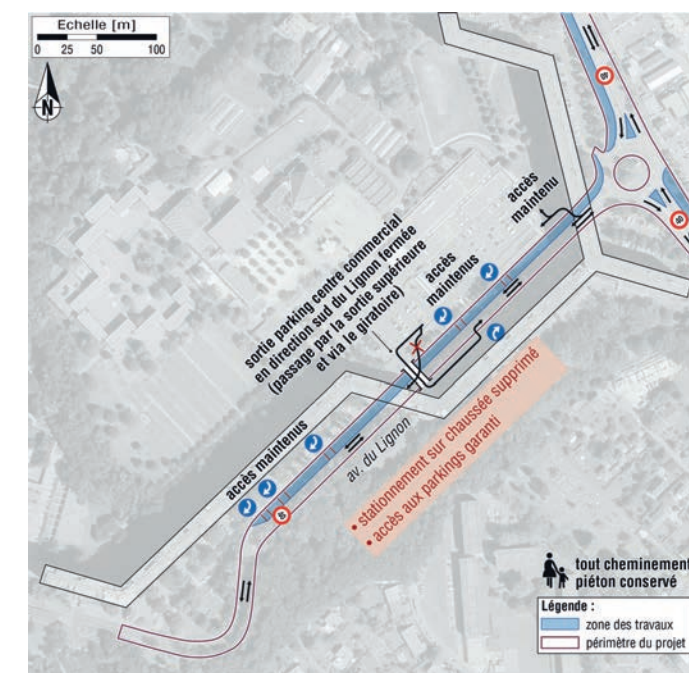 Echelle [m]
0 25 50 100
N
accès
maintenu
sortie parking centre commercial
en direction sud du Lignon fermée
(passage par la sortie supérieure
et via le giratoire)
accès
maintenus
accès maintenus
av. du Lignon
• stationnement sur chaussée supprimé
• accès aux parkings garanti
tout cheminement
piéton conservé
Légende :
zone des travaux
périmètre du projet